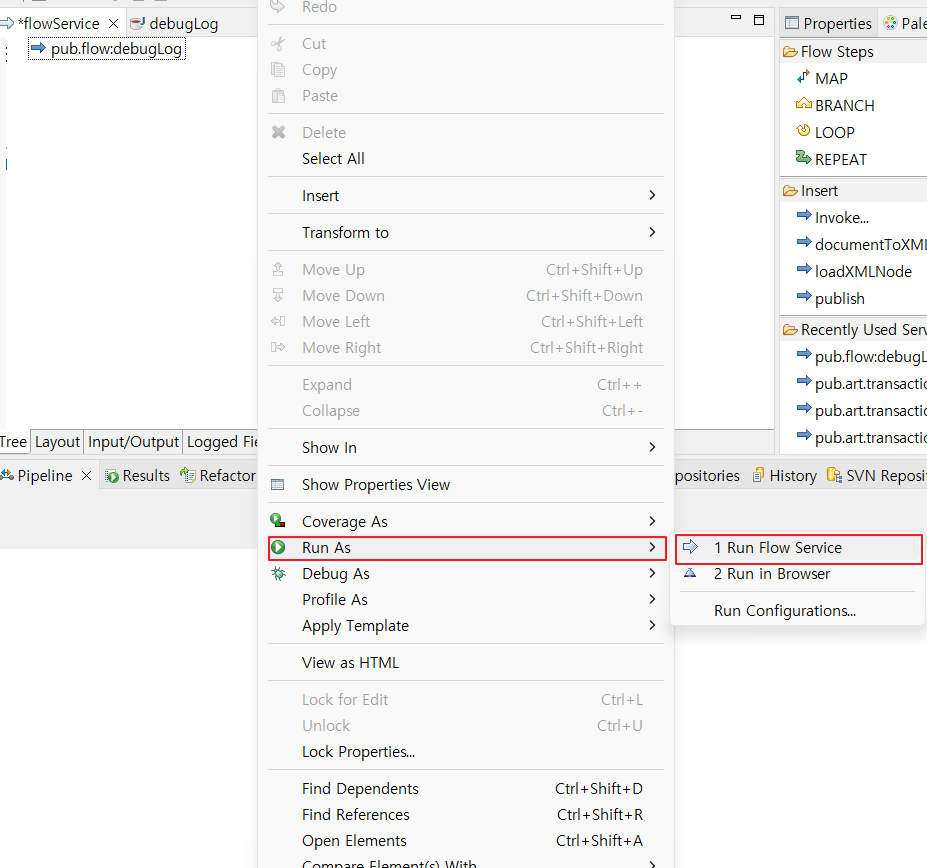 *flowService
debugLog
pub.flow:debugLog
Tree
Layout
Input/Output
Logged Fie
Pipeline
Results
Refactor
Redo
Cut
Copy
Paste
Delete
Select All
Insert
Transform to
Move Up Ctrl+Shift+Up
Move Down Ctrl+Shift+Down
Move Left Ctrl+Shift+Left
Move Right Ctrl+Shift+Right
Expand Ctrl++
Collapse Ctrl+-
Show In
Show Properties View
Coverage As
Run As
Debug As
Profile As
Apply Template
View as HTML
Lock for Edit Ctrl+L
Unlock Ctrl+U
Lock Properties...
Find Dependents Ctrl+Shift+D
Find References Ctrl+Shift+R
Open Elements Ctrl+Shift+A
Compare Element(s) With
1 Run Flow Service
2 Run in Browser
Run Configurations...
Properties
Pale
Flow Steps
MAP
BRANCH
LOOP
REPEAT
Insert
Invoke...
documentToXML
loadXMLNode
publish
Recently Used Serv
pub.flow:debugL
pub.art.transactio
pub.art.transactio
pub.art.transactio
positories
History
SVN Reposit